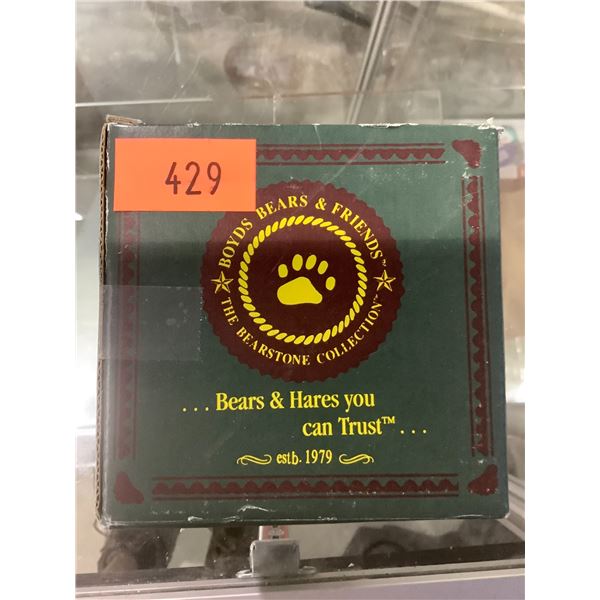 429
BOYDS BEARS & FRIENDS™
THE BEARSTONE COLLECTION™
. . . Bears & Hares you
can Trust™ . . .
estb. 1979